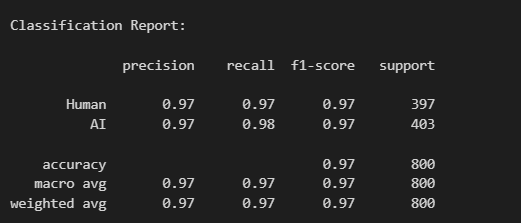 Classification Report:
precision recall f1-score support
Human 0.97 0.97 0.97 397
AI 0.97 0.98 0.97 403
accuracy 0.97 800
macro avg 0.97 0.97 0.97 800
weighted avg 0.97 0.97 0.97 800